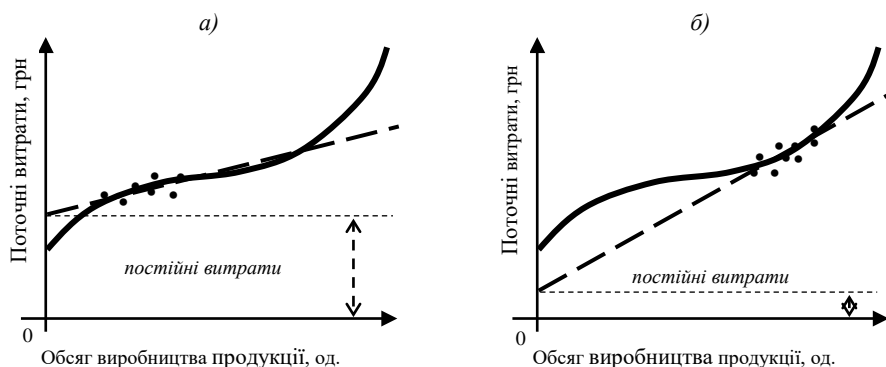 а)
Поточні витрати, грн
постійні витрати
0
Обсяг виробництва продукції, од.
б)
Поточні витрати, грн
постійні витрати
0
Обсяг виробництва продукції, од.